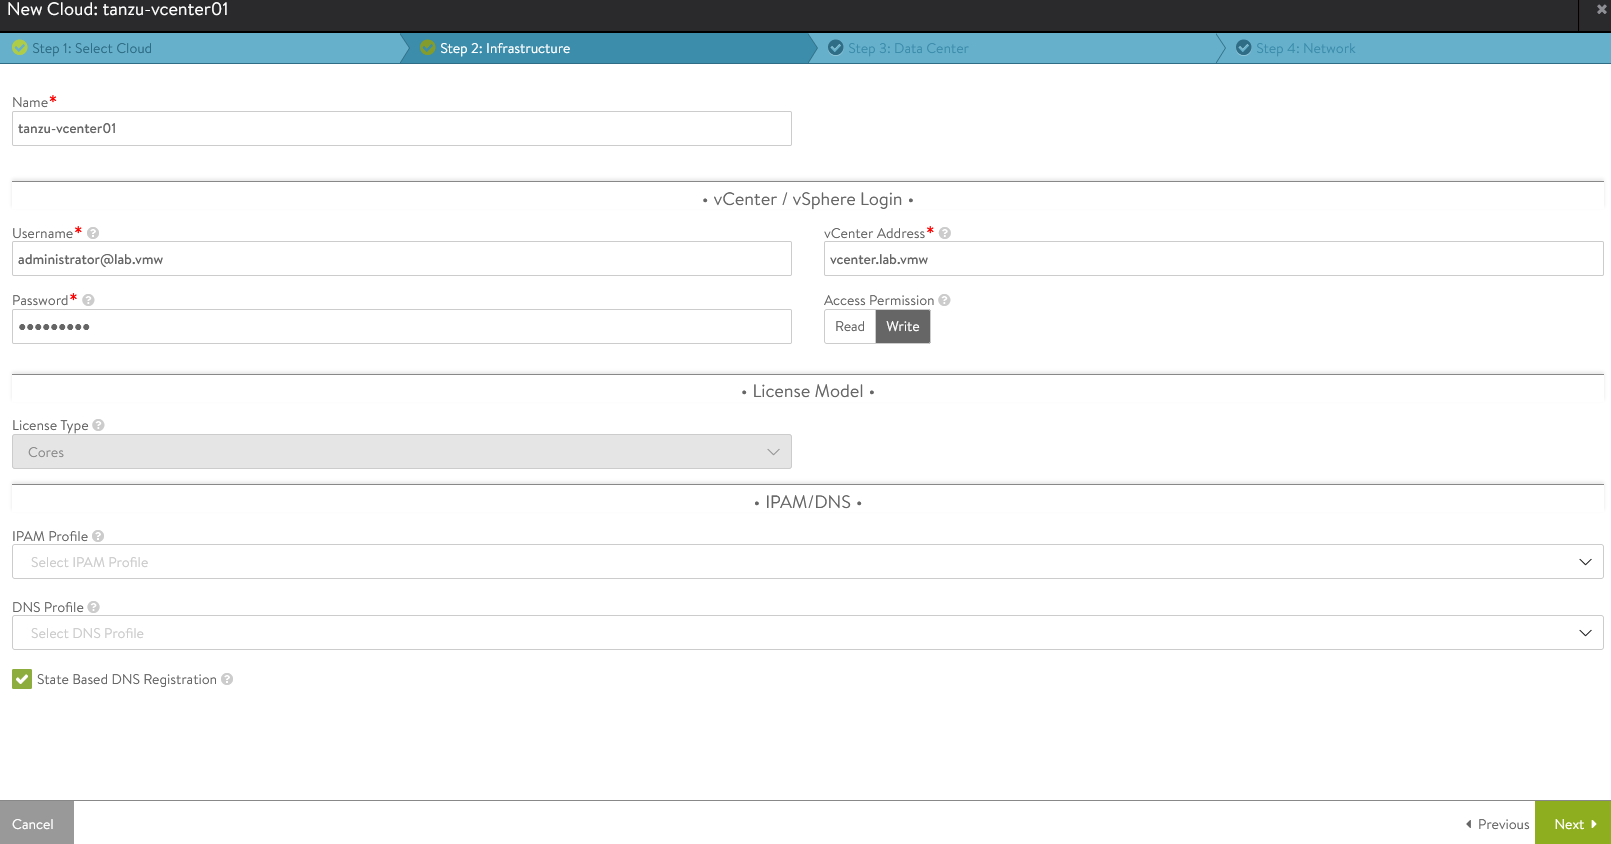 New Cloud: tanzu-vcenter01
Step 1: Select Cloud Step 2: Infrastructure Step 3: Data Center Step 4: Network
Name*
tanzu-vcenter01
• vCenter / vSphere Login •
Username* vCenter Address*
administrator@lab.vmw vcenter.lab.vmw
Password* Access Permission
●●●●●●●●● Read Write
• License Model •
License Type
Cores
• IPAM/DNS •
IPAM Profile
Select IPAM Profile
DNS Profile
Select DNS Profile
State Based DNS Registration
Cancel Previous Next